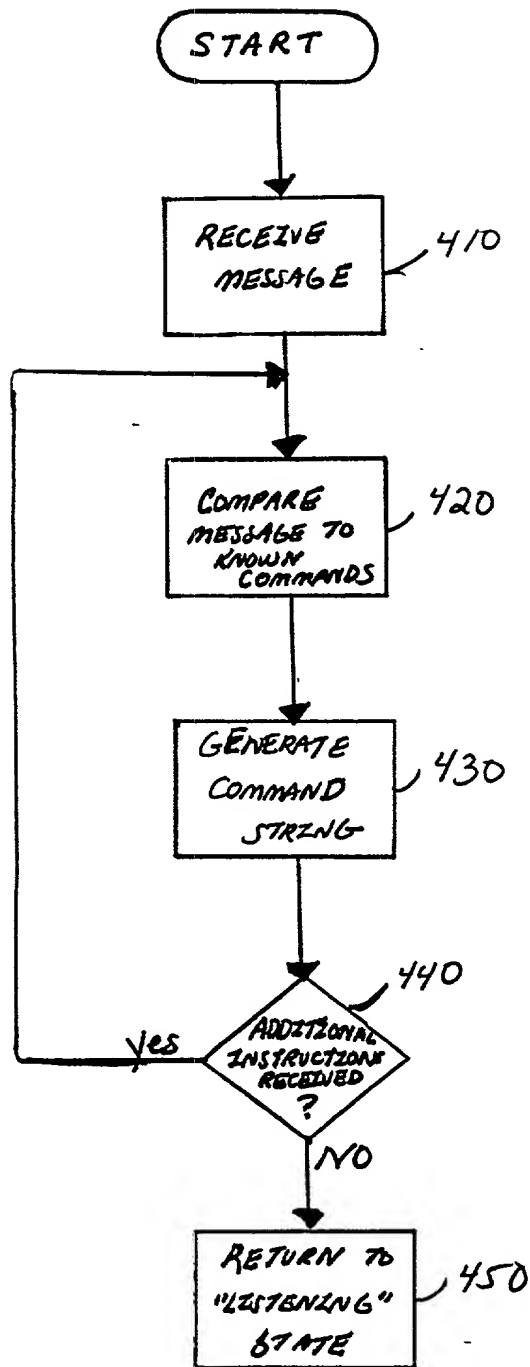 START
RECEIVE
MESSAGE
410
COMPARE
MESSAGE TO
KNOWN
COMMANDS
420
GENERATE
COMMAND
STRING
430
440
ADDITIONAL
INSTRUCTIONS
RECEIVED
?
Yes
NO
RETURN TO
"LISTENING"
STATE
450